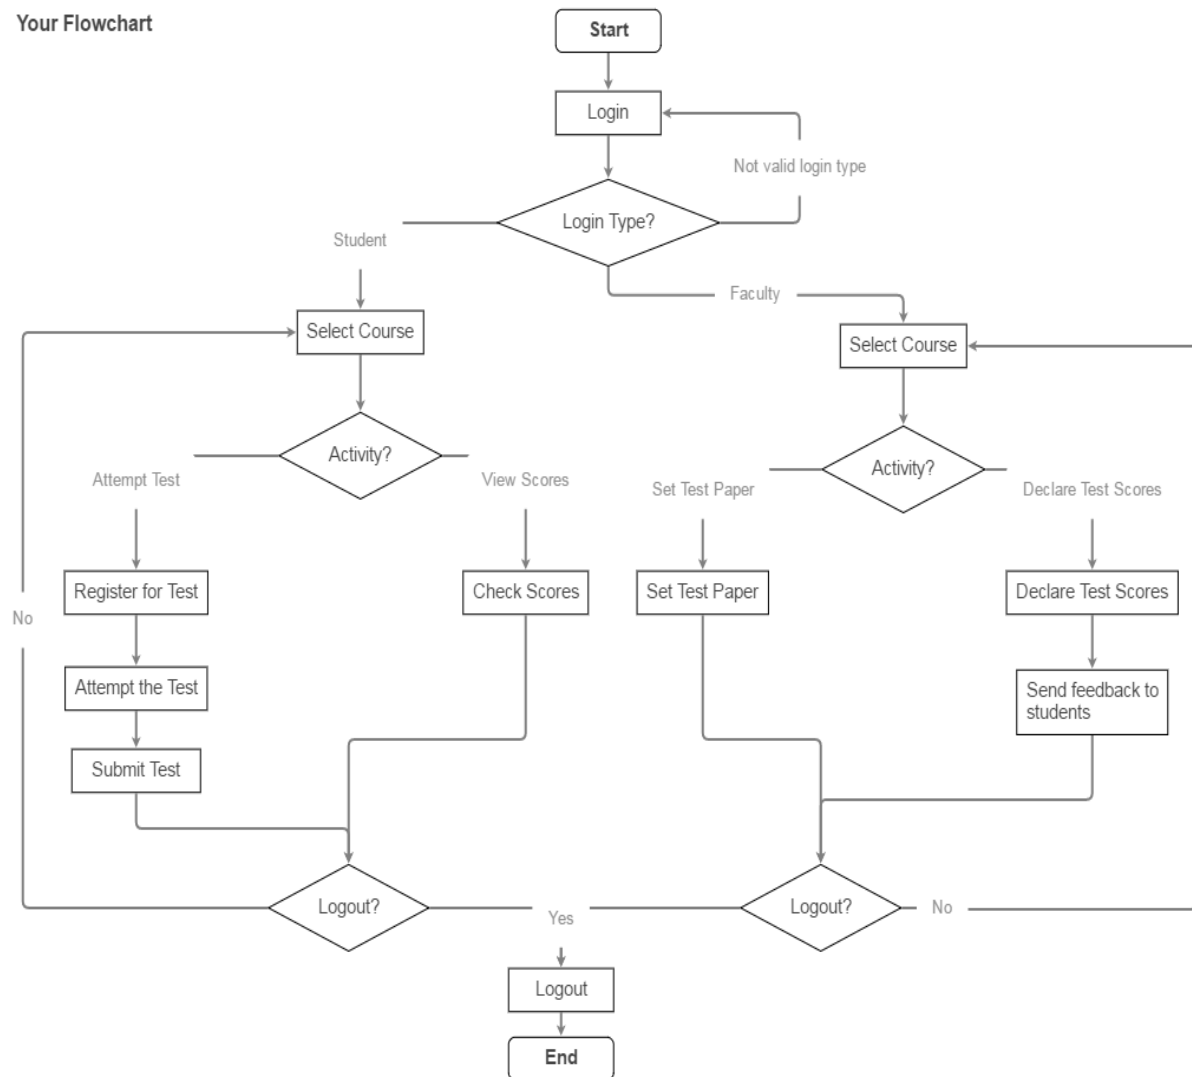 Your Flowchart
Start
Login
Not valid login type
Login Type?
Student
Faculty
Select Course
Select Course
Activity?
Activity?
Attempt Test
View Scores
Set Test Paper
Declare Test Scores
Register for Test
Check Scores
Set Test Paper
Declare Test Scores
No
Attempt the Test
Send feedback to
students
Submit Test
Logout?
Yes
Logout?
No
Logout
End